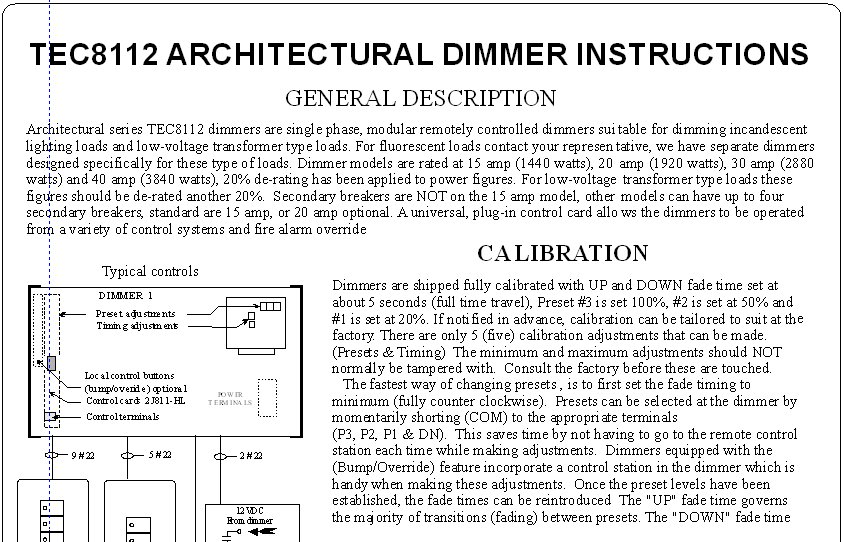 TEC8112 ARCHITECTURAL DIMMER INSTRUCTIONS
GENERAL DESCRIPTION
Architectural series TEC8112 dimmers are single phase, modular remotely controlled dimmers suitable for dimming incandescent
lighting loads and low-voltage transformer type loads. For fluorescent loads contact your representative, we have separate dimmers
designed specifically for these type of loads. Dimmer models are rated at 15 amp (1440 watts), 20 amp (1920 watts), 30 amp (2880
watts) and 40 amp (3840 watts), 20% de-rating has been applied to power figures. For low-voltage transformer type loads these
figures should be de-rated another 20%. Secondary breakers are NOT on the 15 amp model, other models can have up to four
secondary breakers, standard are 15 amp, or 20 amp optional. A universal, plug-in control card allows the dimmers to be operated
from a variety of control systems and fire alarm override
CALIBRATION
Dimmers are shipped fully calibrated with UP and DOWN fade time set at
about 5 seconds (full time travel), Preset #3 is set 100%, #2 is set at 50% and
#1 is set at 20%. If notified in advance, calibration can be tailored to suit at the
factory. There are only 5 (five) calibration adjustments that can be made.
(Presets & Timing) The minimum and maximum adjustments should NOT
normally be tampered with. Consult the factory before these are touched.
The fastest way of changing presets, is to first set the fade timing to
minimum (fully counter clockwise). Presets can be selected at the dimmer by
momentarily shorting (COM) to the appropriate terminals
(P3, P2, P1 & DN). This saves time by not having to go to the remote control
station each time while making adjustments. Dimmers equipped with the
(Bump/Override) feature incorporate a control station in the dimmer which is
handy when making these adjustments. Once the preset levels have been
established, the fade times can be reintroduced The "UP" fade time governs
the majority of transitions (fading) between presets. The "DOWN" fade time
Typical controls
DIMMER 1
Preset adjustments
Timing adjustments
Local control buttons
(bump/overide) optional
Control card: 2J811-HL
Control terminals
POWER
TERMINALS
9 #22
5 #22
2 #22
12 VDC
From dimmer